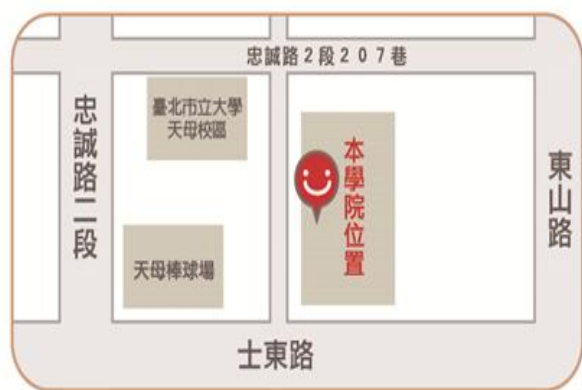 忠誠路2段207巷
忠誠路二段
臺北市立大學
天母校區
本學院位置
東山路
天母棒球場
士東路